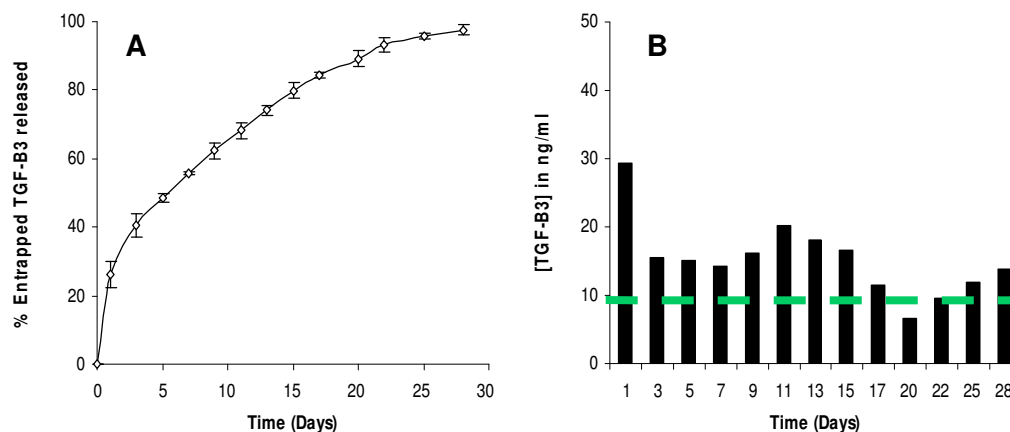 A
% Entrapped TGF-B3 released
100
80
60
40
20
0
0 5 10 15 20 25 30
Time (Days)
B
[TGF-B3] in ng/ml
50
40
30
20
10
0
1 3 5 7 9 11 13 15 17 20 22 25 28
Time (Days)